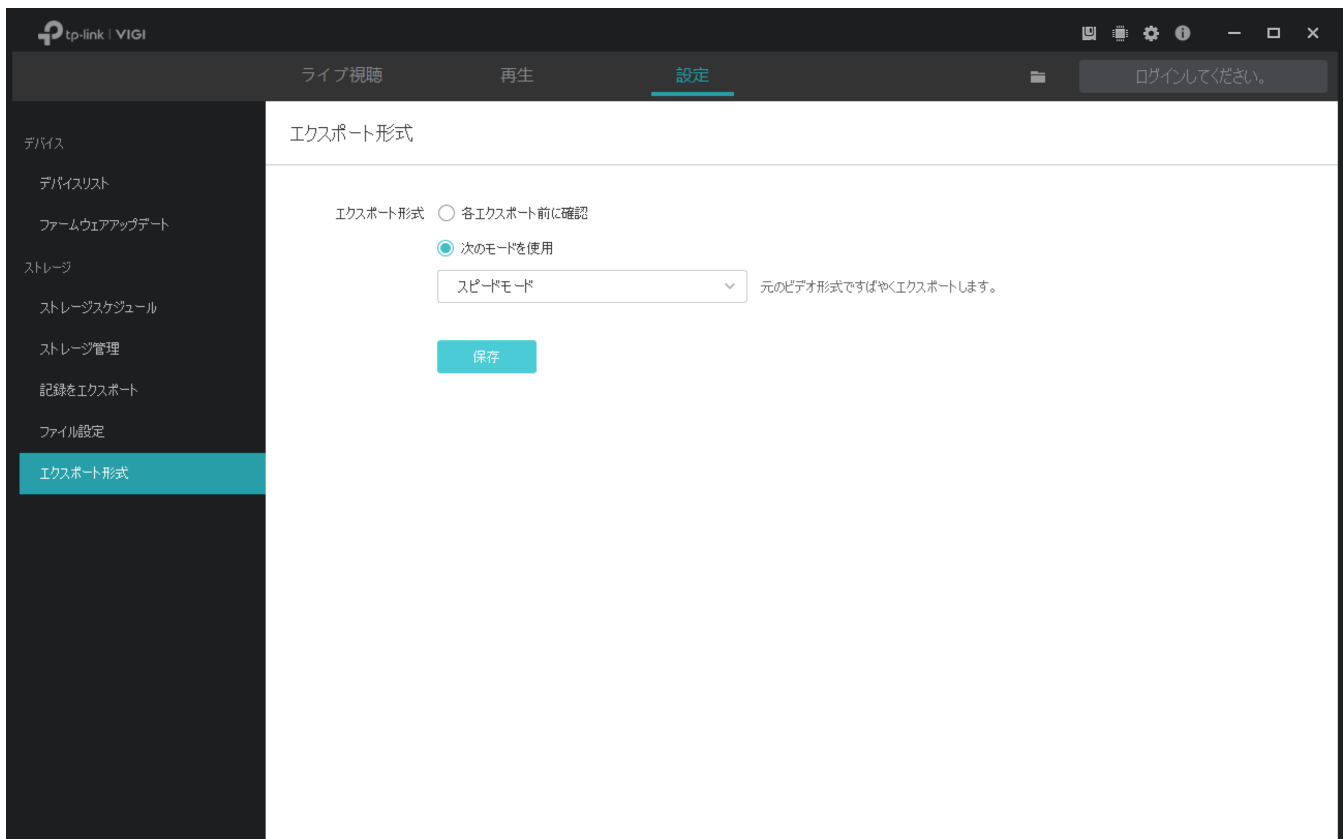 tp-link | VIGI
ライブ視聴 再生 設定 ログインしてください。
デバイス
デバイスリスト
ファームウェアアップデート
ストレージ
ストレージスケジュール
ストレージ管理
記録をエクスポート
ファイル設定
エクスポート形式
エクスポート形式
エクスポート形式 各エクスポート前に確認
次のモードを使用
スピードモード 元のビデオ形式ですばやくエクスポートします。
保存